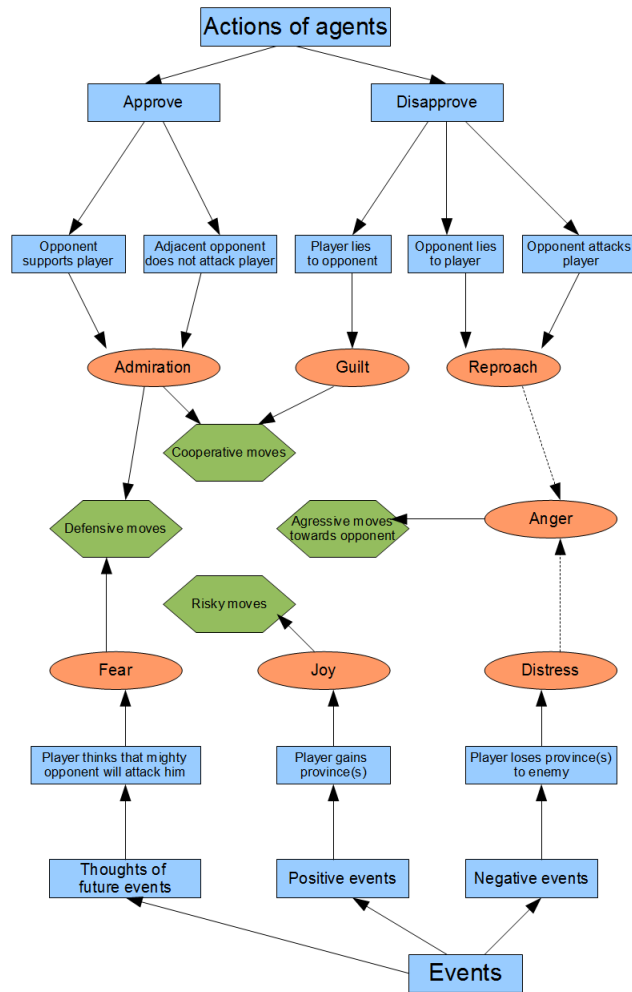 Actions of agents
Approve
Disapprove
Opponent
supports player
Adjacent opponent
does not attack player
Player lies
to opponent
Opponent lies
to player
Opponent attacks
player
Admiration
Guilt
Reproach
Cooperative moves
Defensive moves
Agressive moves
towards opponent
Anger
Risky moves
Fear
Joy
Distress
Player thinks that mighty
opponent will attack him
Player gains
province(s)
Player loses province(s)
to enemy
Thoughts of
future events
Positive events
Negative events
Events